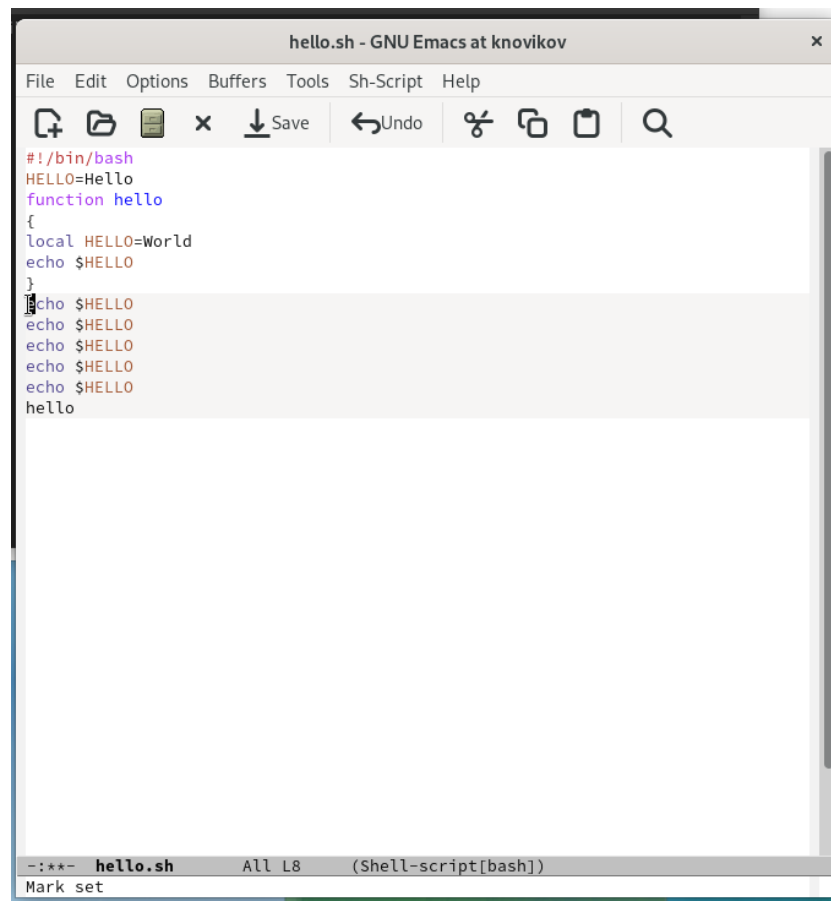 hello.sh - GNU Emacs at knovikov ×
File Edit Options Buffers Tools Sh-Script Help
Save Undo
#!/bin/bash
HELLO=Hello
function hello
{
local HELLO=World
echo $HELLO
}
echo $HELLO
echo $HELLO
echo $HELLO
echo $HELLO
echo $HELLO
hello
-:**- hello.sh All L8 (Shell-script[bash])
Mark set